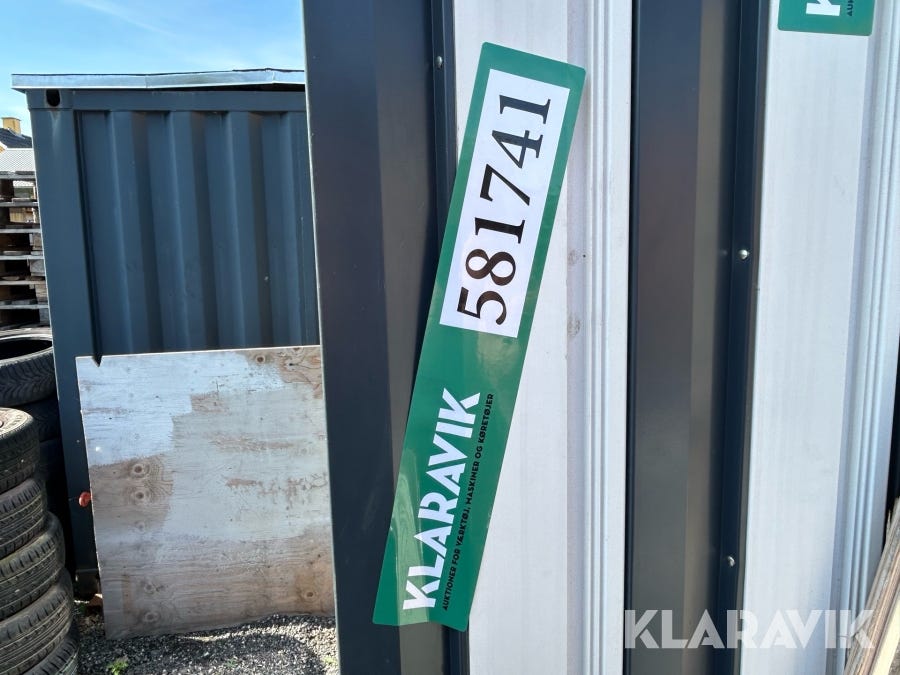 581741
KLARAVIK
AUKTIONER FOR VÆRKTØJ, MASKINER OG KØRETØJER
KLARAVIK